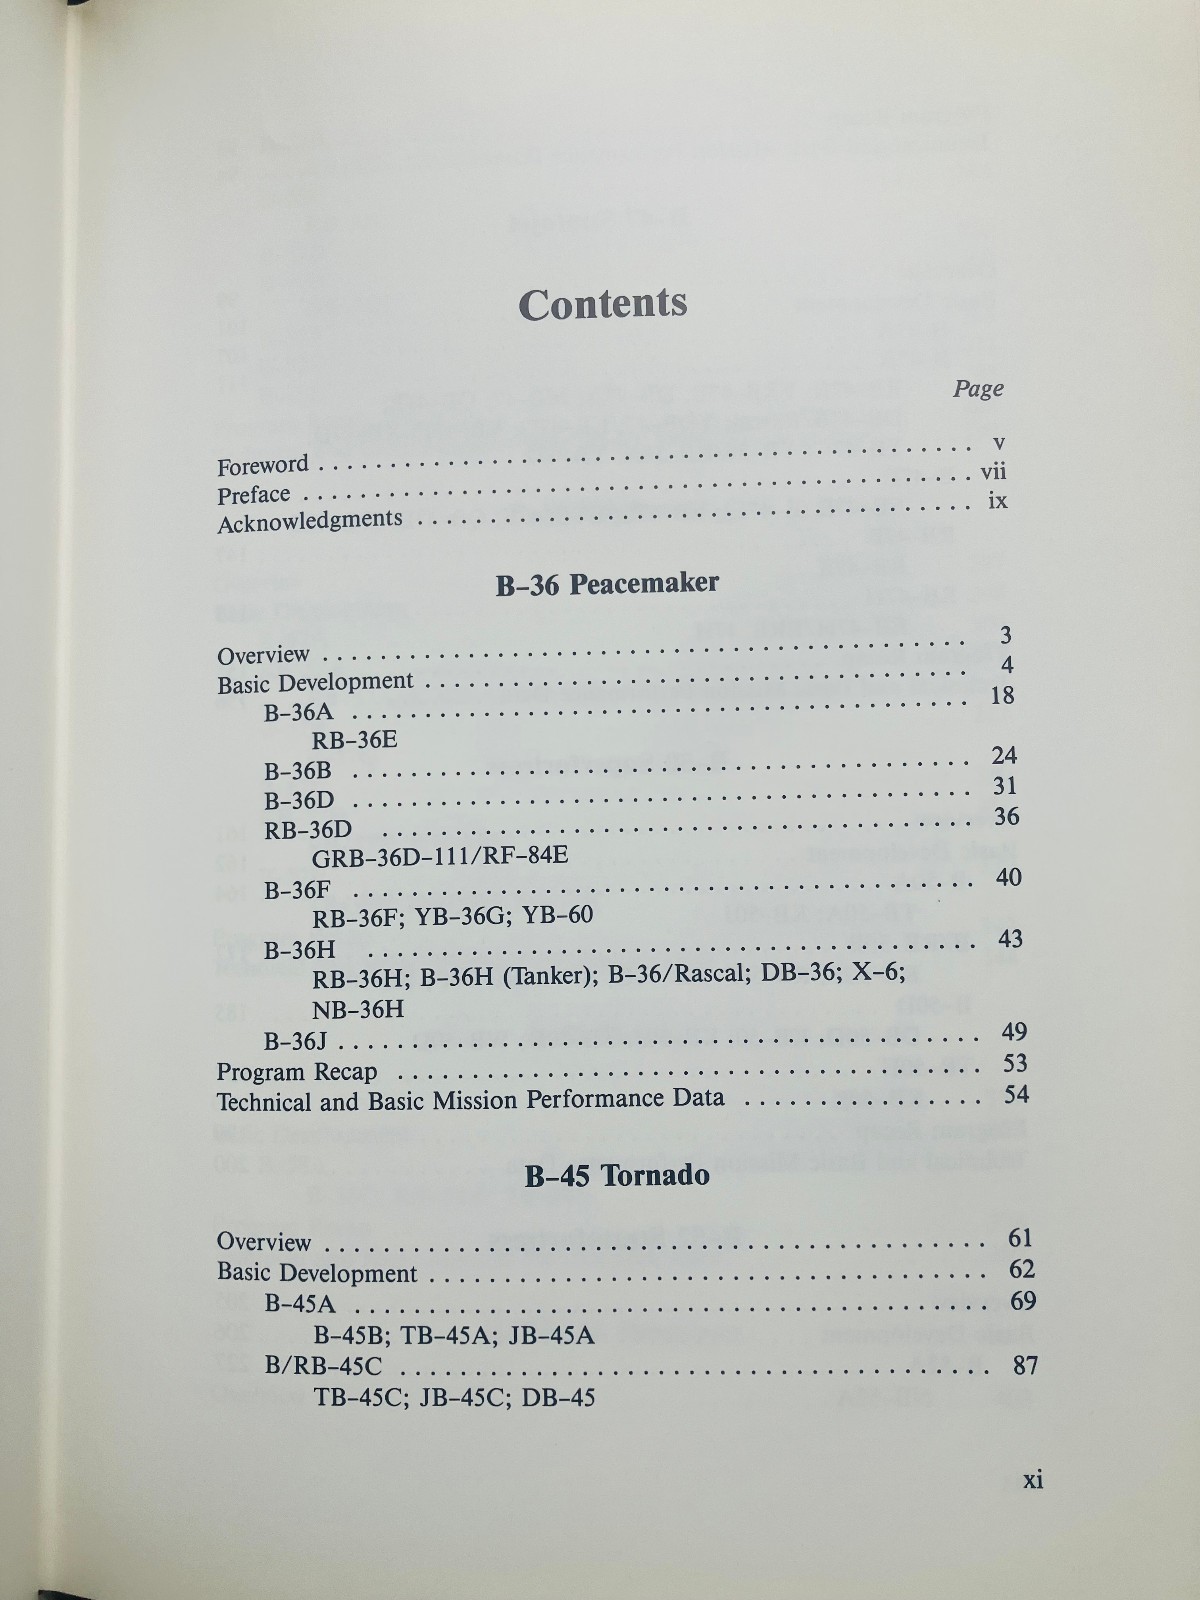 Contents
Page
Foreword . . . . . . . . . . . . . . . . . . . . . . . . . . . . . . . . . . . . . . . . . . . . . v
Preface . . . . . . . . . . . . . . . . . . . . . . . . . . . . . . . . . . . . . . . . . . . . . . vii
Acknowledgments . . . . . . . . . . . . . . . . . . . . . . . . . . . . . . . . . . . . . . ix
B–36 Peacemaker
Overview . . . . . . . . . . . . . . . . . . . . . . . . . . . . . . . . . . . . . . . . . . . . 3
Basic Development . . . . . . . . . . . . . . . . . . . . . . . . . . . . . . . . . . . . . 4
B–36A . . . . . . . . . . . . . . . . . . . . . . . . . . . . . . . . . . . . . . . . . . 18
RB–36E
B–36B . . . . . . . . . . . . . . . . . . . . . . . . . . . . . . . . . . . . . . . . . . 24
B–36D . . . . . . . . . . . . . . . . . . . . . . . . . . . . . . . . . . . . . . . . . . 31
RB–36D . . . . . . . . . . . . . . . . . . . . . . . . . . . . . . . . . . . . . . . . 36
GRB–36D–111/RF–84E
B–36F . . . . . . . . . . . . . . . . . . . . . . . . . . . . . . . . . . . . . . . . . . 40
RB–36F; YB–36G; YB–60
B–36H . . . . . . . . . . . . . . . . . . . . . . . . . . . . . . . . . . . . . . . . . 43
RB–36H; B–36H (Tanker); B–36/Rascal; DB–36; X–6;
NB–36H
B–36J . . . . . . . . . . . . . . . . . . . . . . . . . . . . . . . . . . . . . . . . . . . 49
Program Recap . . . . . . . . . . . . . . . . . . . . . . . . . . . . . . . . . . . . . . . 53
Technical and Basic Mission Performance Data . . . . . . . . . . . . . . . . 54
B–45 Tornado
Overview . . . . . . . . . . . . . . . . . . . . . . . . . . . . . . . . . . . . . . . . . . . . 61
Basic Development . . . . . . . . . . . . . . . . . . . . . . . . . . . . . . . . . . . . . 62
B–45A . . . . . . . . . . . . . . . . . . . . . . . . . . . . . . . . . . . . . . . . . . 69
B–45B; TB–45A; JB–45A
B/RB–45C . . . . . . . . . . . . . . . . . . . . . . . . . . . . . . . . . . . . . . . 87
TB–45C; JB–45C; DB–45
xi